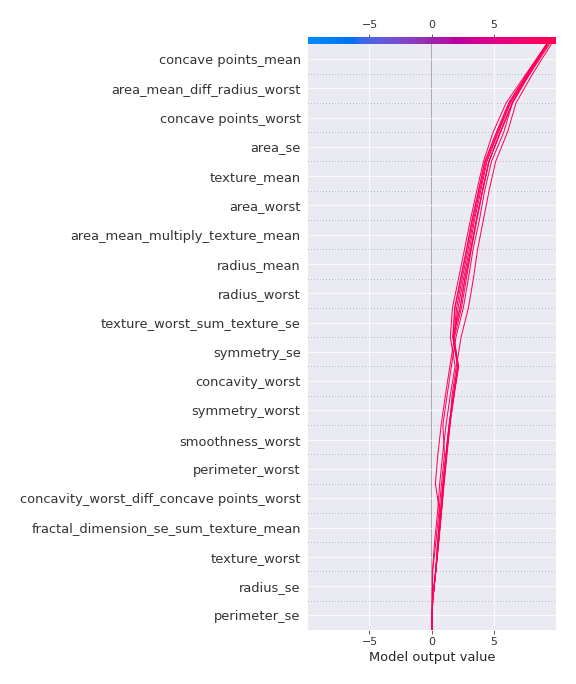 −5 0 5
concave points_mean
area_mean_diff_radius_worst
concave points_worst
area_se
texture_mean
area_worst
area_mean_multiply_texture_mean
radius_mean
radius_worst
texture_worst_sum_texture_se
symmetry_se
concavity_worst
symmetry_worst
smoothness_worst
perimeter_worst
concavity_worst_diff_concave points_worst
fractal_dimension_se_sum_texture_mean
texture_worst
radius_se
perimeter_se
−5 0 5
Model output value